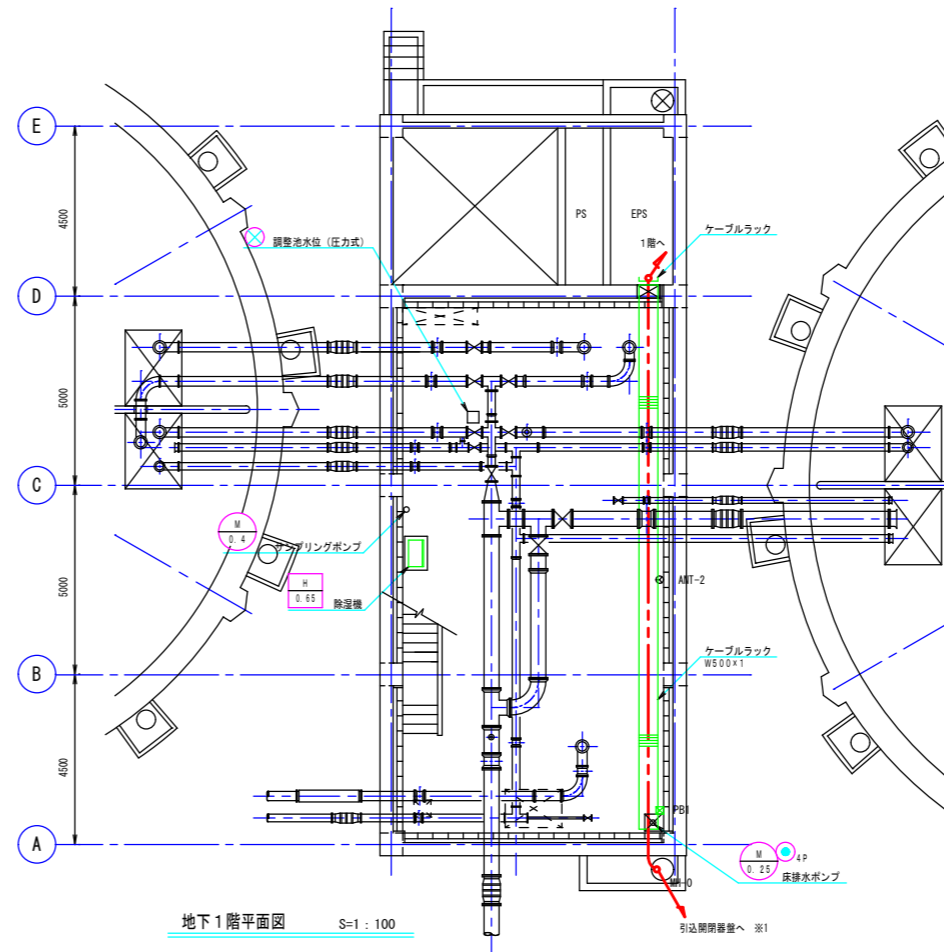 E
4500
PS
EPS
1階へ
ケーブルラック
調整池水位（圧力式）
D
5000
C
M
0.4
サンプリングポンプ
H
0.65
除湿機
5000
ANT-2
ケーブルラック
W500×1
B
4500
PB1
A
M
0.25
4P
床排水ポンプ
MH-0
引込開閉器盤へ ※1
地下1階平面図 S=1:100